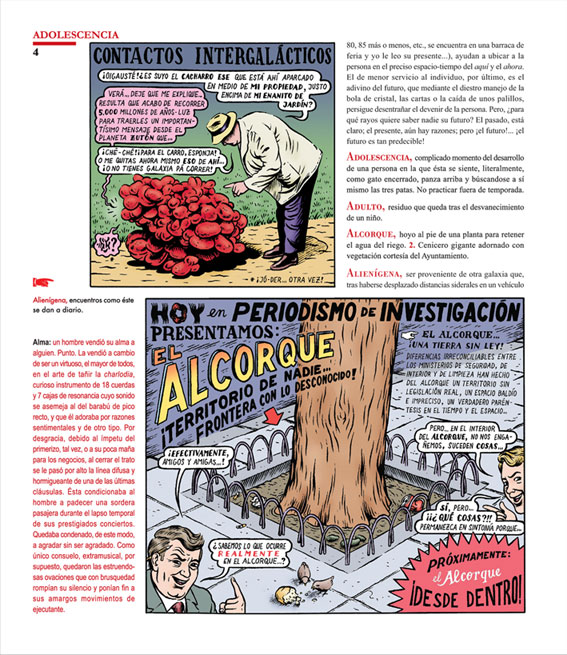 ADOLESCENCIA
4
CONTACTOS INTERGALÁCTICOS
¡OIGAUSTÉ! ¿ES SUYO EL CACHARRO ESE QUE ESTÁ AHÍ APARCADO
EN MEDIO DE MI PROPIEDAD, JUSTO
ENCIMA DE MI ENANITO DE
JARDÍN?
VERÁ... DEJE QUE ME EXPLIQUE...
RESULTA QUE ACABO DE RECORRER
5.000 MILLONES DE AÑOS-LUZ
PARA TRAERLES UN IMPORTAN-
TÍSIMO MENSAJE DESDE EL
PLANETA ZUTÓN QUE...
¡CHE-CHÉ! ¡PARA EL CARRO, ESPONJA!
O ME QUITAS AHORA MISMO ESO DE AHÍ...
¡O NO TIENES GALAXIA PÁ CORRER!
*¡JÓ-DER... OTRA VEZ!
80, 85 más o menos, etc., se encuentra en una barraca de
feria y yo le leo su presente...), ayudan a ubicar a la
persona en el preciso espacio-tiempo del aquí y el ahora.
El de menor servicio al individuo, por último, es el
adivino del futuro, que mediante el diestro manejo de la
bola de cristal, las cartas o la caída de unos palillos,
persigue desentrañar el devenir de la persona. Pero, ¿para
qué rayos quiere saber nadie su futuro? El pasado, está
claro; el presente, aún hay razones; pero ¡el futuro!... ¡el
futuro es tan predecible!
ADOLESCENCIA, complicado momento del desarrollo
de una persona en la que ésta se siente, literalmente,
como gato encerrado, panza arriba y búscandose a sí
mismo las tres patas. No practicar fuera de temporada.
ADULTO, residuo que queda tras el desvanecimiento
de un niño.
ALCORQUE, hoyo al pie de una planta para retener
el agua del riego. 2. Cenicero gigante adornado con
vegetación cortesía del Ayuntamiento.
ALIENÍGENA, ser proveniente de otra galaxia que,
tras haberse desplazado distancias siderales en un vehículo
Alienígena, encuentros como éste
se dan a diario.
Alma: un hombre vendió su alma a
alguien. Punto. La vendió a cambio
de ser un virtuoso, el mayor de todos,
en el arte de tañir la charlodia,
curioso instrumento de 18 cuerdas
y 7 cajas de resonancia cuyo sonido
se asemeja al del barabú de pico
recto, y que él adoraba por razones
sentimentales y de otro tipo. Por
desgracia, debido al ímpetu del
primerizo, tal vez, o a su poca maña
para los negocios, al cerrar el trato
se le pasó por alto la línea difusa y
hormigueante de una de las últimas
cláusulas. Ésta condicionaba al
hombre a padecer una sordera
pasajera durante el lapso temporal
de sus prestigiados conciertos.
Quedaba condenado, de este modo,
a agradar sin ser agradado. Como
único consuelo, extramusical, por
supuesto, quedaron las estruendo-
sas ovaciones que con brusquedad
rompían su silencio y ponían fin a
sus amargos movimientos de
ejecutante.
HOY en PERIODISMO de INVESTIGACIÓN
PRESENTAMOS:
EL
ALCORQUE
¡TERRITORIO DE NADIE...
FRONTERA CON LO DESCONOCIDO!
EL ALCORQUE...
¡UNA TIERRA SIN LEY!
DIFERENCIAS IRRECONCILIABLES ENTRE
LOS MINISTERIOS DE SEGURIDAD, DE
INTERIOR Y DE LIMPIEZA HAN HECHO
DEL ALCORQUE UN TERRITORIO SIN
LEGISLACIÓN REAL, UN ESPACIO BALDÍO
E IMPRECISO, UN VERDADERO PARÉN-
TESIS EN EL TIEMPO Y EL ESPACIO...
PERO... EN EL INTERIOR
DEL ALCORQUE, NO NOS ENGA-
ÑEMOS, SUCEDEN COSAS...
¡EFECTIVAMENTE,
AMIGOS Y AMIGAS...!
SÍ, PERO...
¡¡¿QUÉ COSAS?!!
PERMANEZCA EN SINTONÍA PORQUE...
¿SABEMOS LO QUE OCURRE
REALMENTE
EN EL ALCORQUE...?
PRÓXIMAMENTE:
el Alcorque
¡DESDE DENTRO!